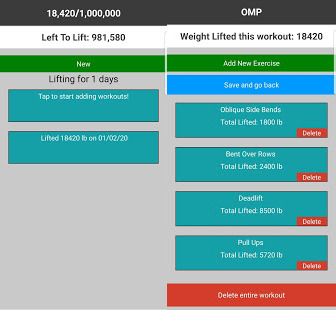 18,420/1,000,000
Left To Lift: 981,580
New
Lifting for 1 days
Tap to start adding workouts!
Lifted 18420 lb on 01/02/20
OMP
Weight Lifted this workout: 18420
Add New Exercise
Save and go back
Oblique Side Bends
Total Lifted: 1800 lb
Delete
Bent Over Rows
Total Lifted: 2400 lb
Delete
Deadlift
Total Lifted: 8500 lb
Delete
Pull Ups
Total Lifted: 5720 lb
Delete
Delete entire workout